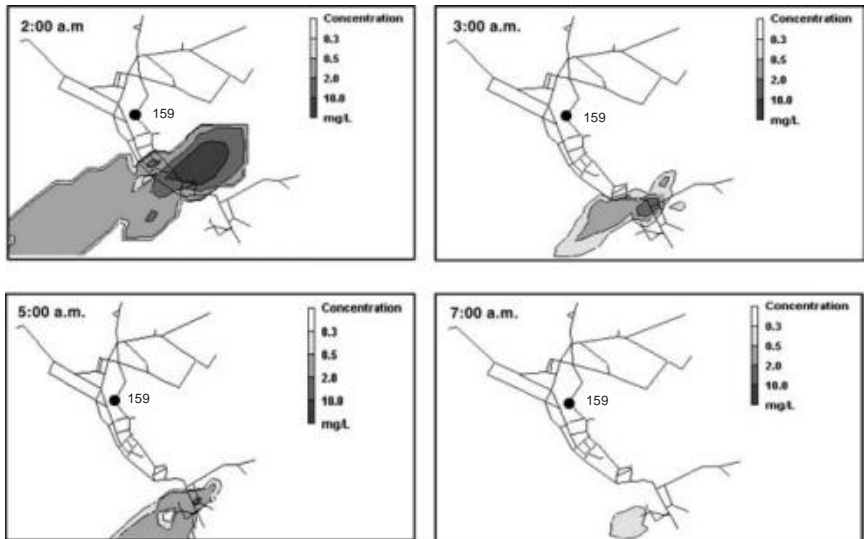 2:00 a.m
Concentration
0.3
0.5
2.0
10.0
mg/L
159
3:00 a.m.
Concentration
0.3
0.5
2.0
10.0
mg/L
159
5:00 a.m.
Concentration
0.3
0.5
2.0
10.0
mg/L
159
7:00 a.m.
Concentration
0.3
0.5
2.0
10.0
mg/L
159